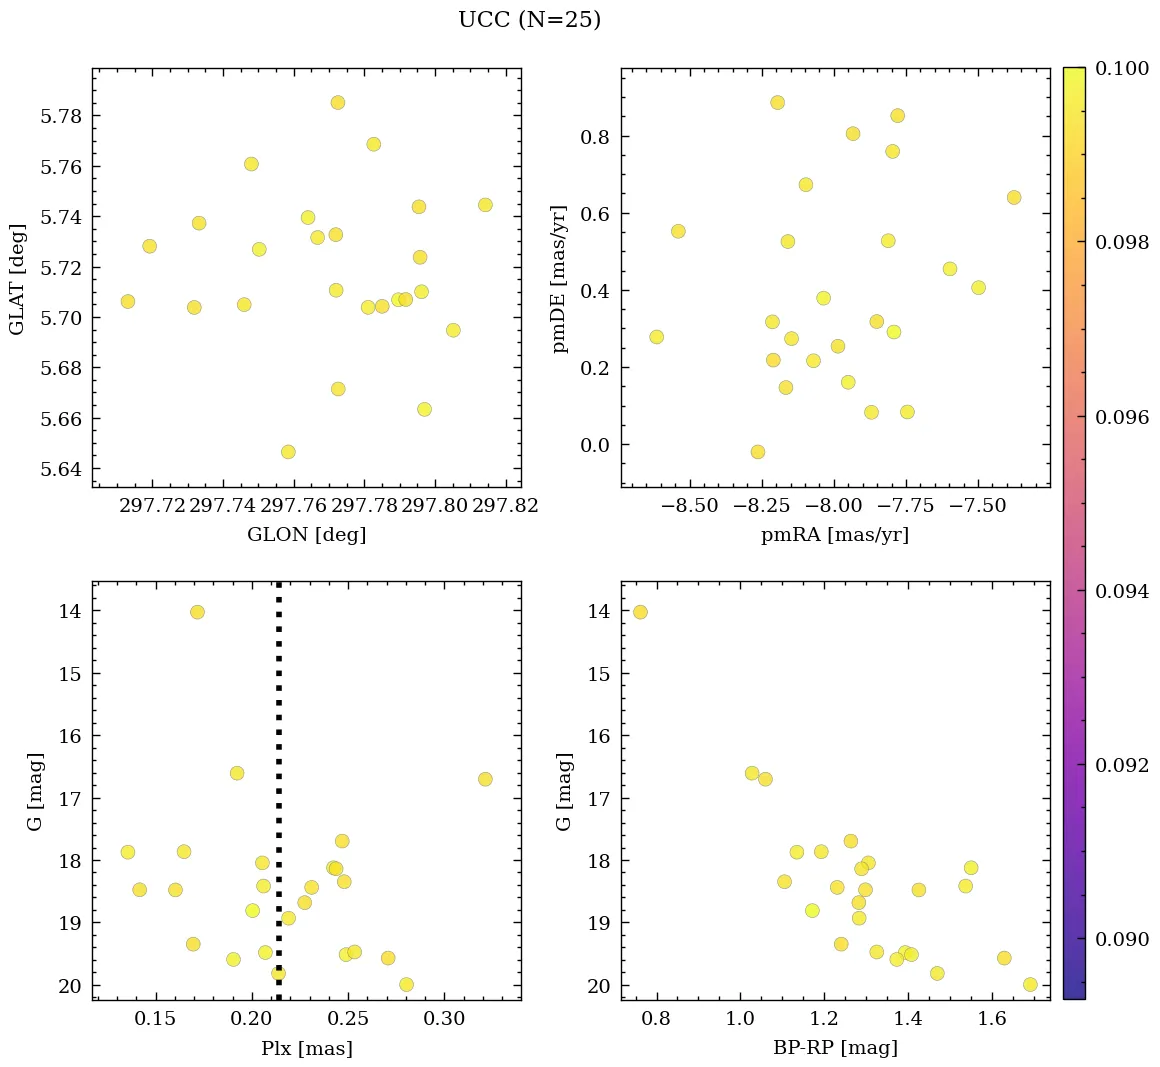 UCC (N=25)
5.78
5.76
5.74
5.72
5.70
5.68
5.66
5.64
GLAT [deg]
297.72 297.74 297.76 297.78 297.80 297.82
GLON [deg]
0.8
0.6
0.4
0.2
0.0
pmDE [mas/yr]
−8.50 −8.25 −8.00 −7.75 −7.50
pmRA [mas/yr]
14
15
16
17
18
19
20
G [mag]
0.15 0.20 0.25 0.30
Plx [mas]
14
15
16
17
18
19
20
G [mag]
0.8 1.0 1.2 1.4 1.6
BP-RP [mag]
0.100
0.098
0.096
0.094
0.092
0.090